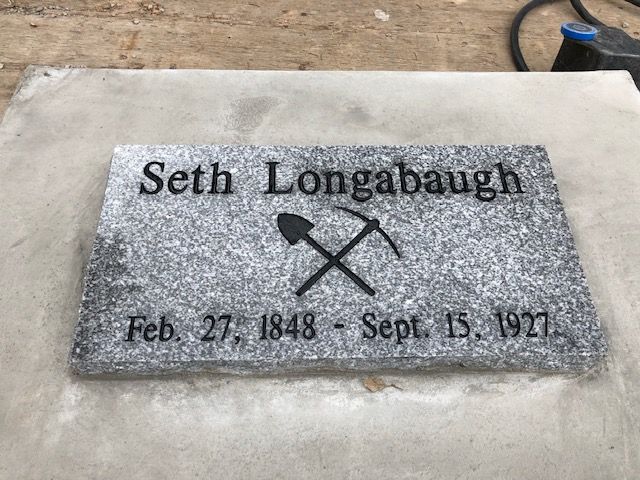 Seth Longabaugh
Feb. 27, 1848 - Sept. 15, 1927